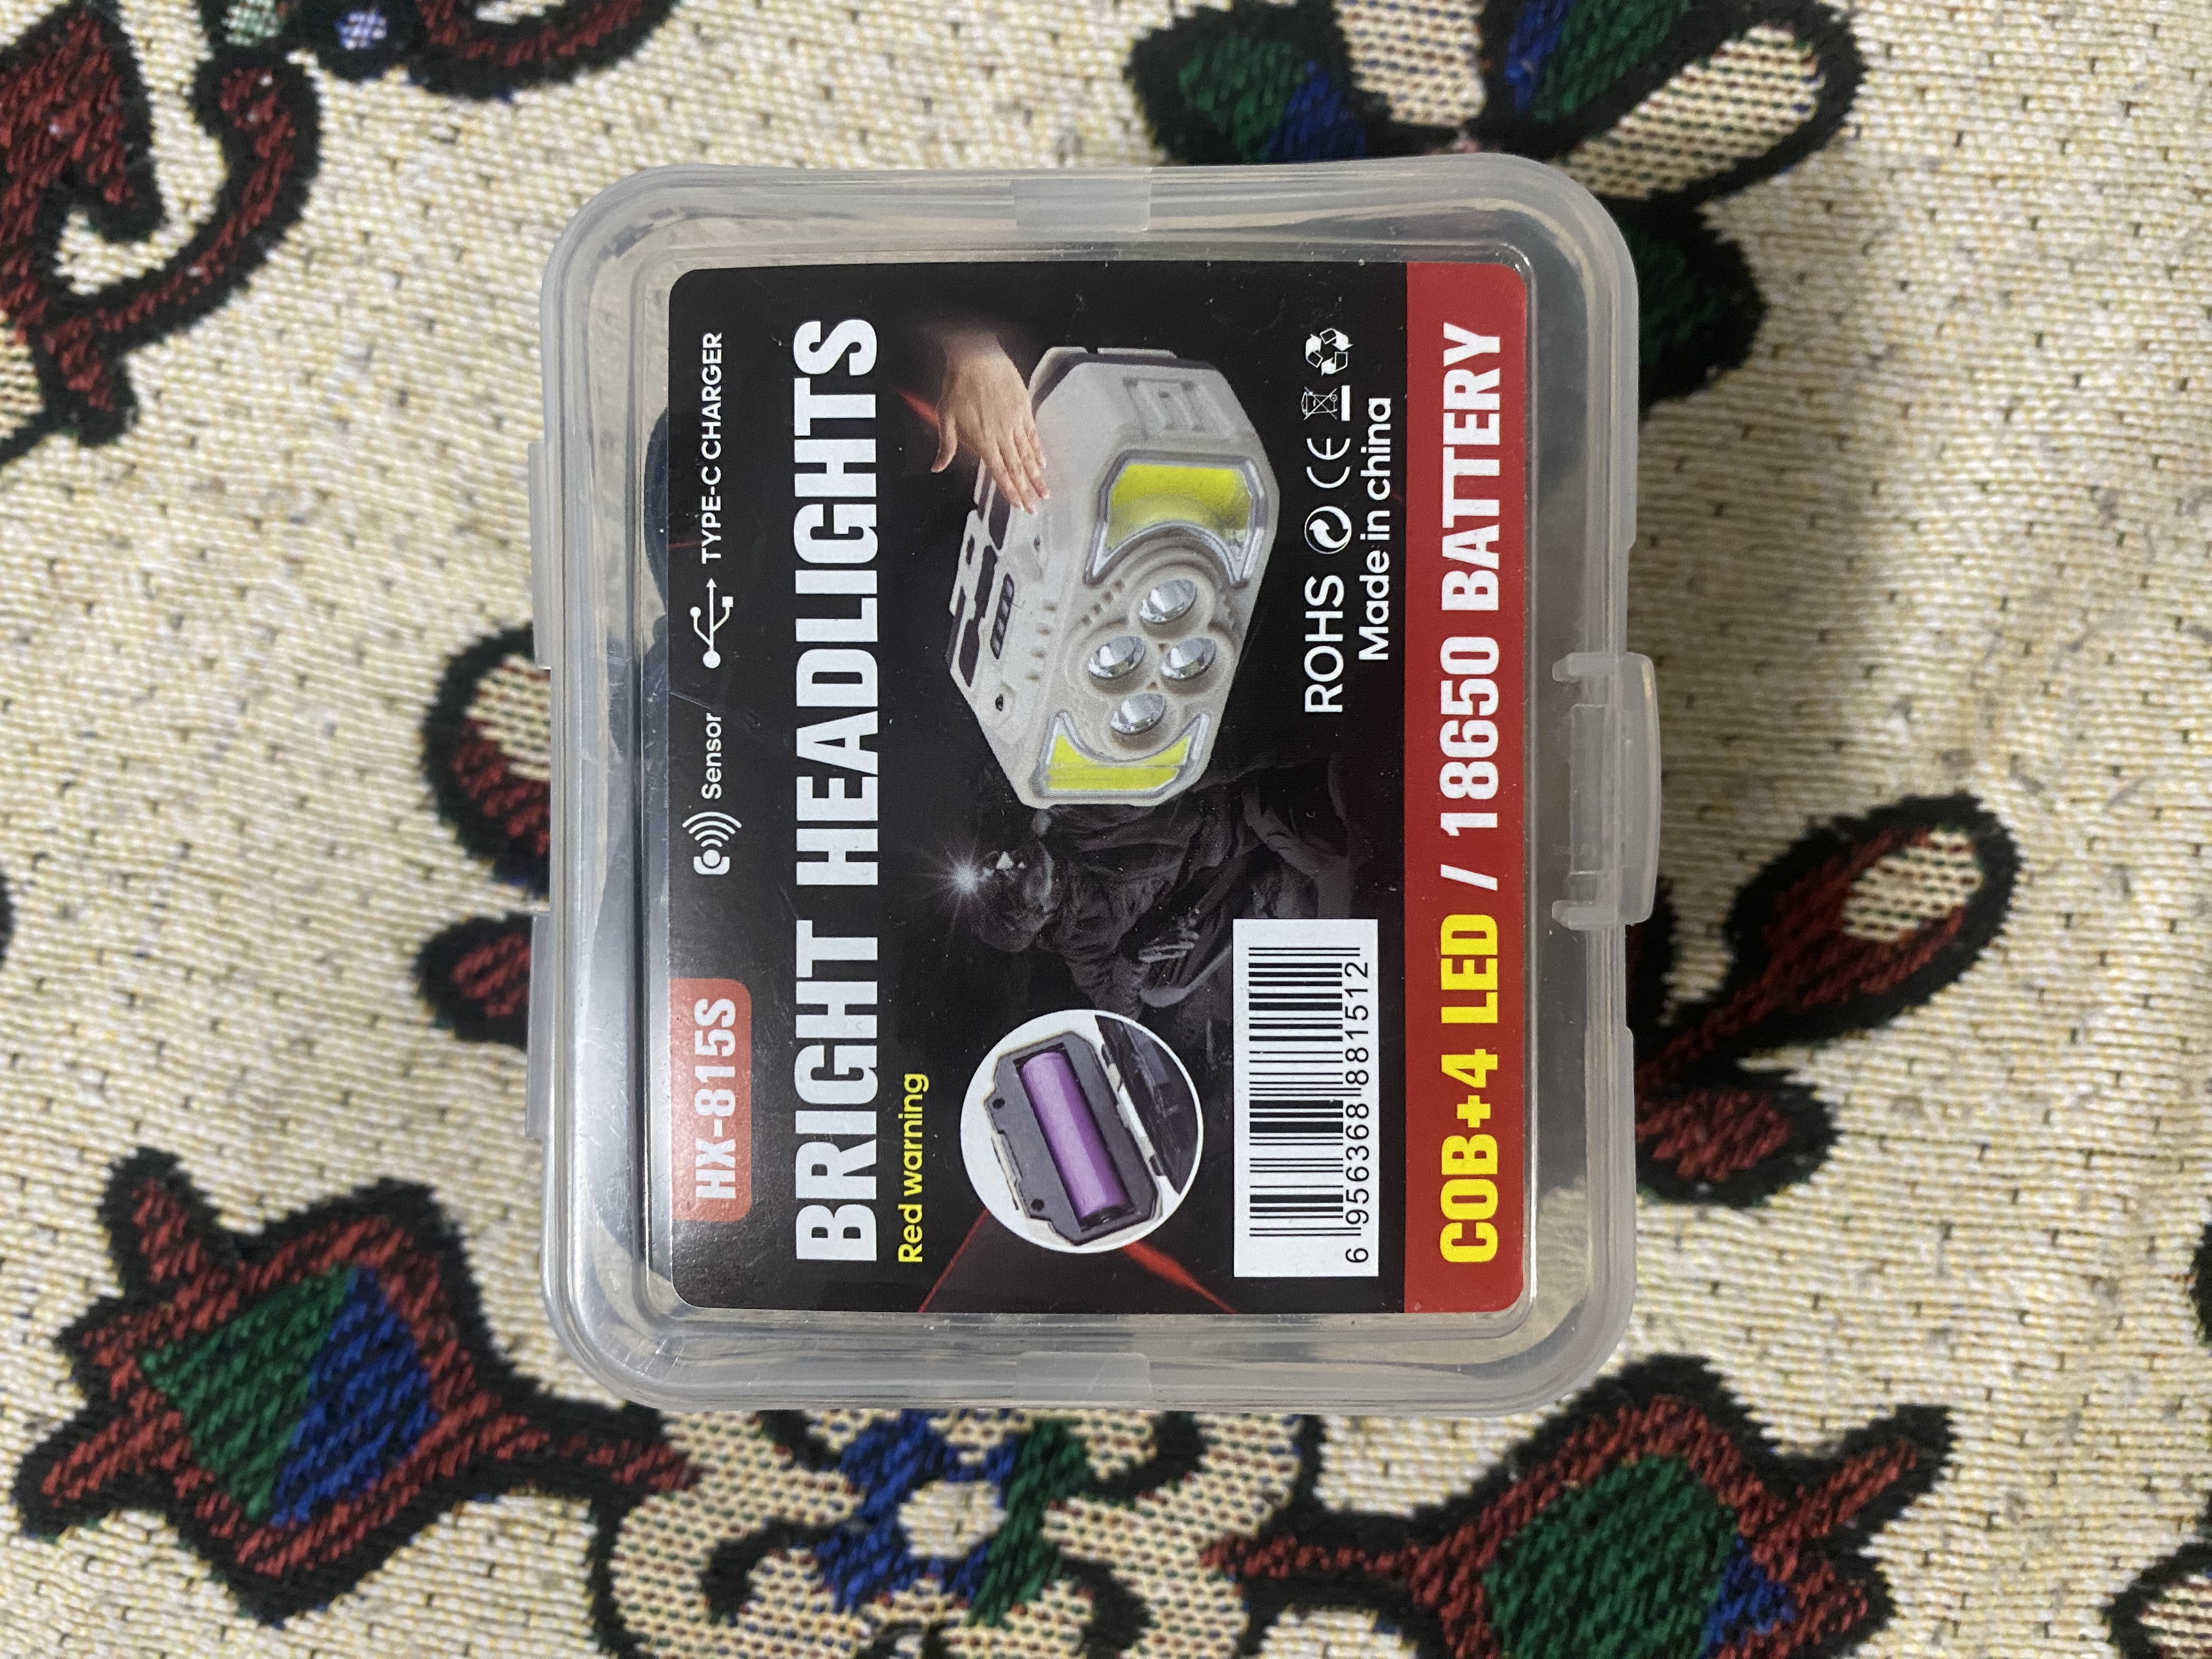 HX-815S
Sensor
TYPE-C CHARGER
BRIGHT HEADLIGHTS
Red warning
ROHS CE
Made in china
6 956368 881512
COB+4 LED / 18650 BATTERY